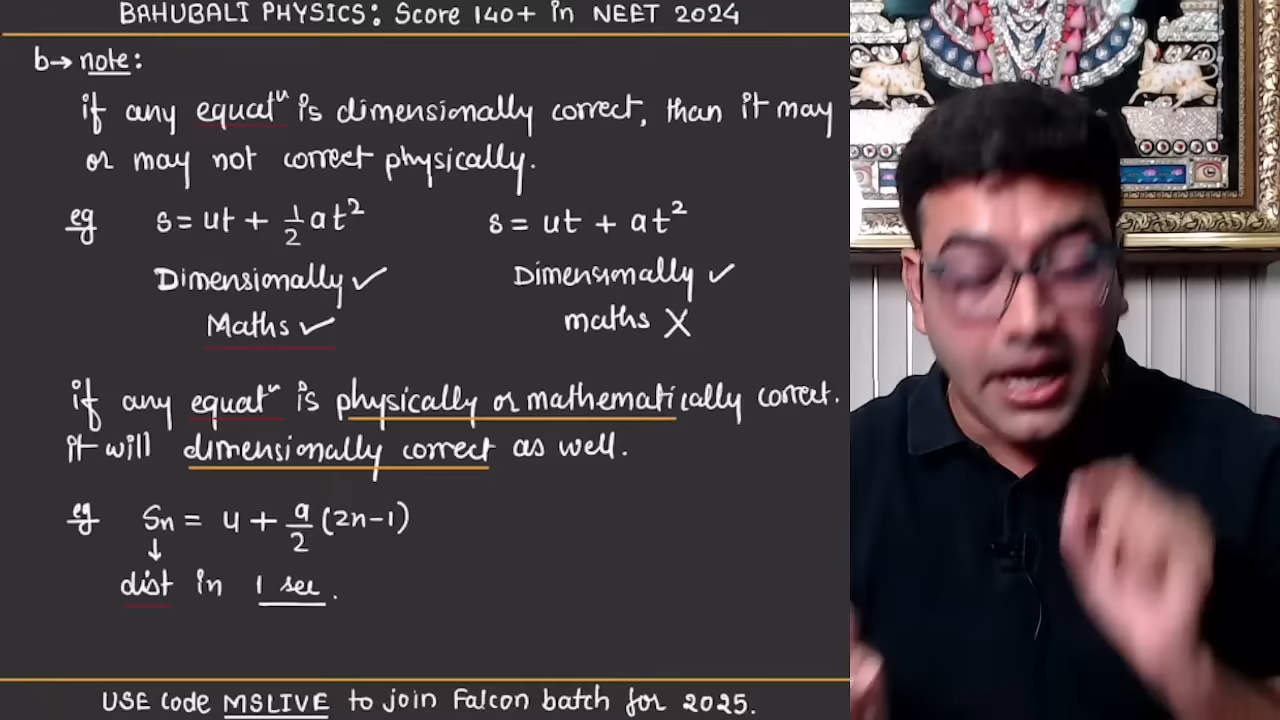 BAHUBALI PHYSICS: Score 140+ in NEET 2024
b→ note:
if any equatⁿ is dimensionally correct, than it may
or may not correct physically.
eg s = ut + 1/2 at² s = ut + at²
Dimensionally ✓ Dimensionally ✓
Maths ✓ maths X
if any equatⁿ is physically or mathematically correct.
it will dimensionally correct as well.
eg Sn = u + a/2 (2n-1)
↓
dist in 1 sec.
USE Code MSLIVE to join Falcon batch for 2025.